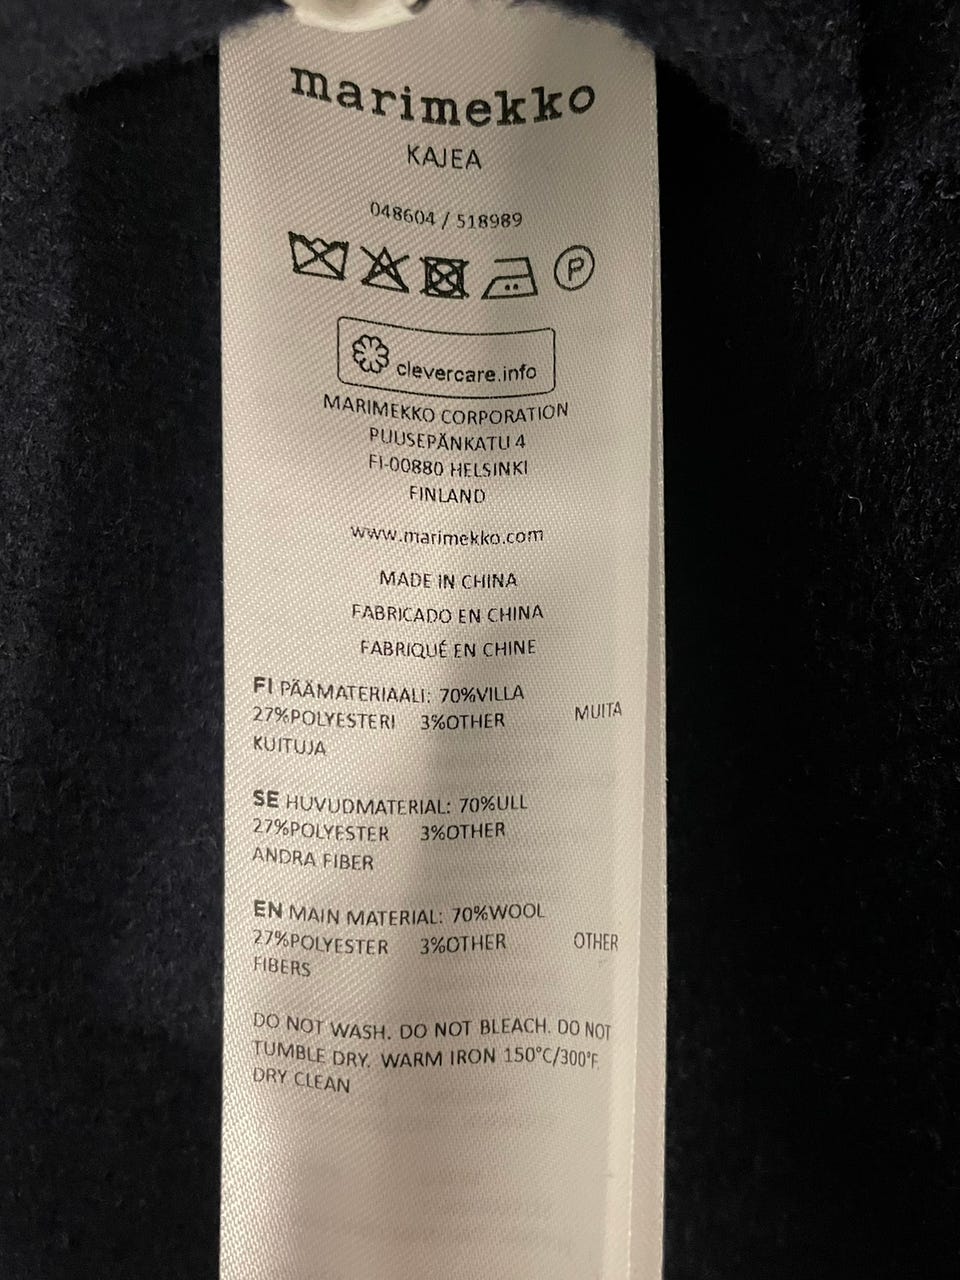 marimekko
KAJEA
048604 / 518989
P
clevercare.info
MARIMEKKO CORPORATION
PUUSEPÄNKATU 4
FI-00880 HELSINKI
FINLAND
www.marimekko.com
MADE IN CHINA
FABRICADO EN CHINA
FABRIQUÉ EN CHINE
FI PÄÄMATERIAALI: 70%VILLA
27%POLYESTERI 3%OTHER MUITA
KUITUJA
SE HUVUDMATERIAL: 70%ULL
27%POLYESTER 3%OTHER
ANDRA FIBER
EN MAIN MATERIAL: 70%WOOL
27%POLYESTER 3%OTHER OTHER
FIBERS
DO NOT WASH. DO NOT BLEACH. DO NOT
TUMBLE DRY. WARM IRON 150°C/300°F.
DRY CLEAN